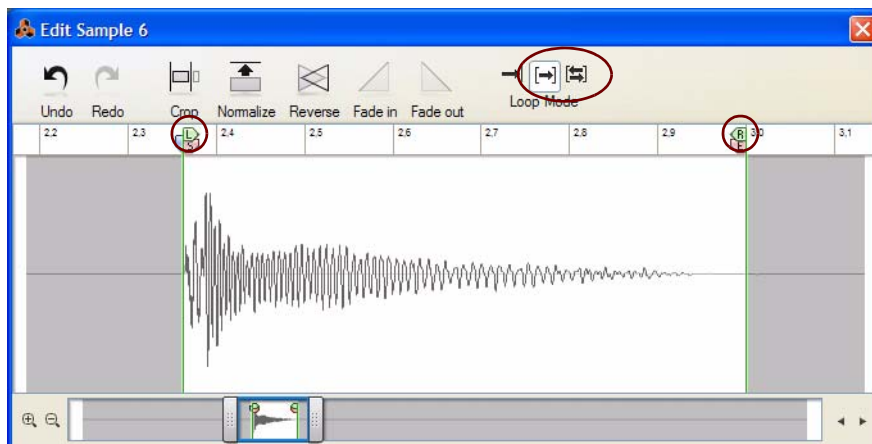 Edit Sample 6
Undo Redo Crop Normalize Reverse Fade in Fade out Loop Mode
2,2 2,3 L 2,4 2,5 2,6 2,7 2,8 2,9 R 3,0 3,1
S E